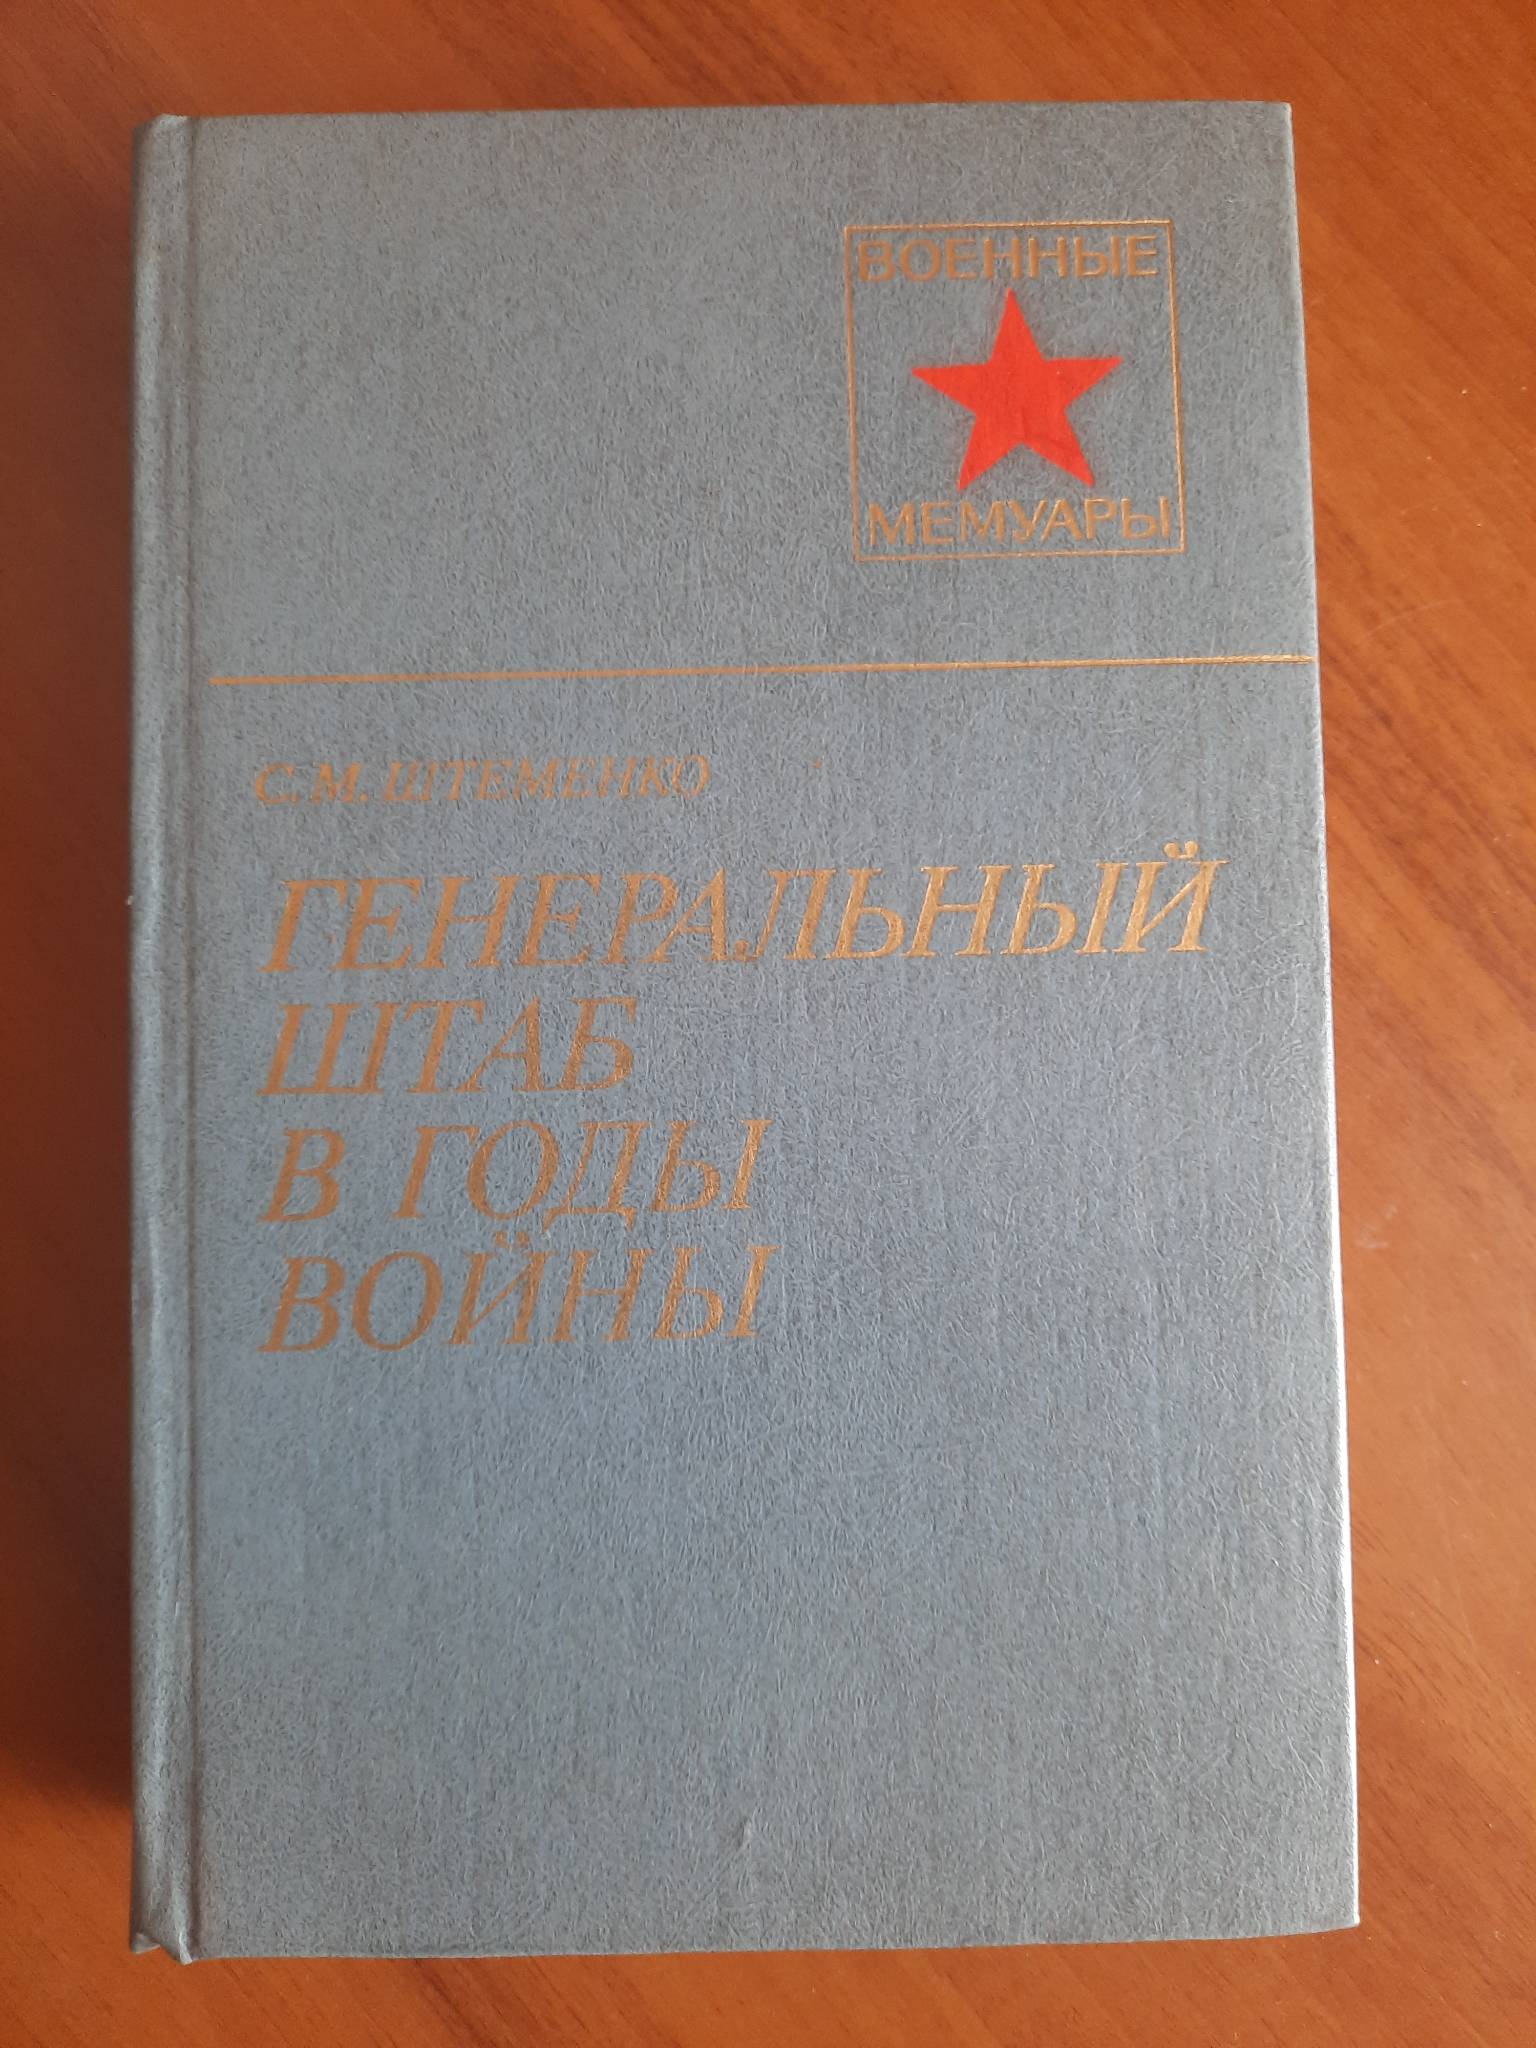 ВОЕННЫЕ
МЕМУАРЫ
С. М. ШТЕМЕНКО
ГЕНЕРАЛЬНЫЙ
ШТАБ
В ГОДЫ
ВОЙНЫ